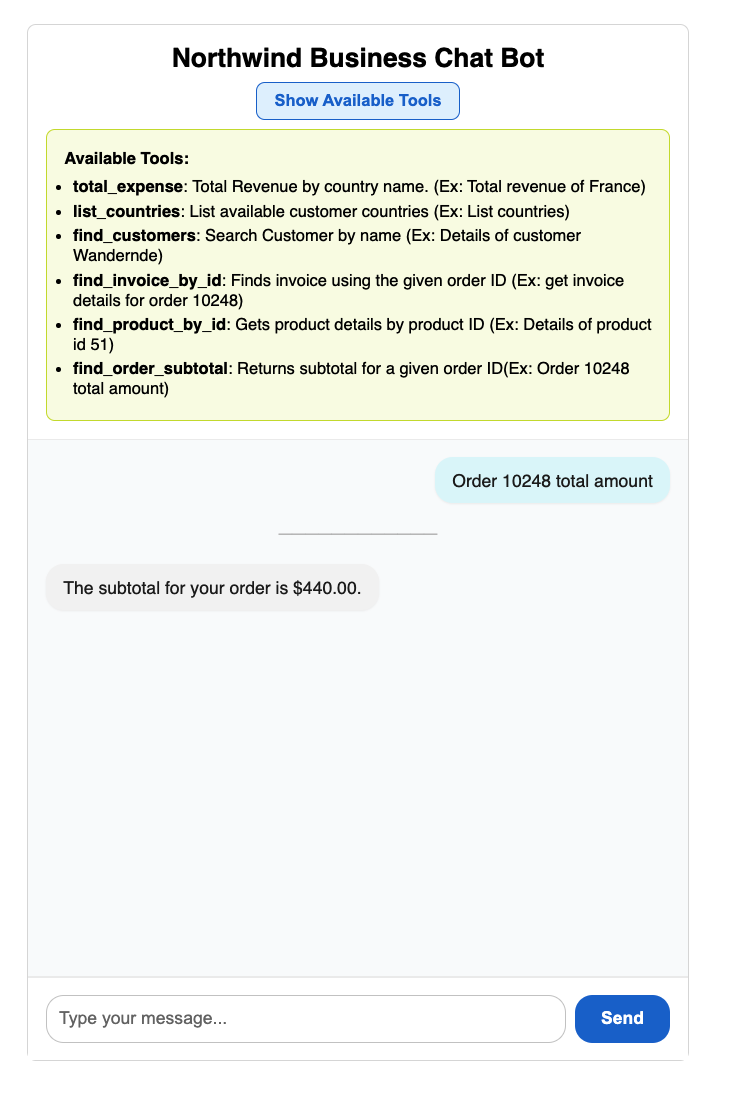 Northwind Business Chat Bot
Show Available Tools
Available Tools:
• total_expense: Total Revenue by country name. (Ex: Total revenue of France)
• list_countries: List available customer countries (Ex: List countries)
• find_customers: Search Customer by name (Ex: Details of customer
Wandernde)
• find_invoice_by_id: Finds invoice using the given order ID (Ex: get invoice
details for order 10248)
• find_product_by_id: Gets product details by product ID (Ex: Details of product
id 51)
• find_order_subtotal: Returns subtotal for a given order ID(Ex: Order 10248
total amount)
Order 10248 total amount
The subtotal for your order is $440.00.
Type your message...
Send